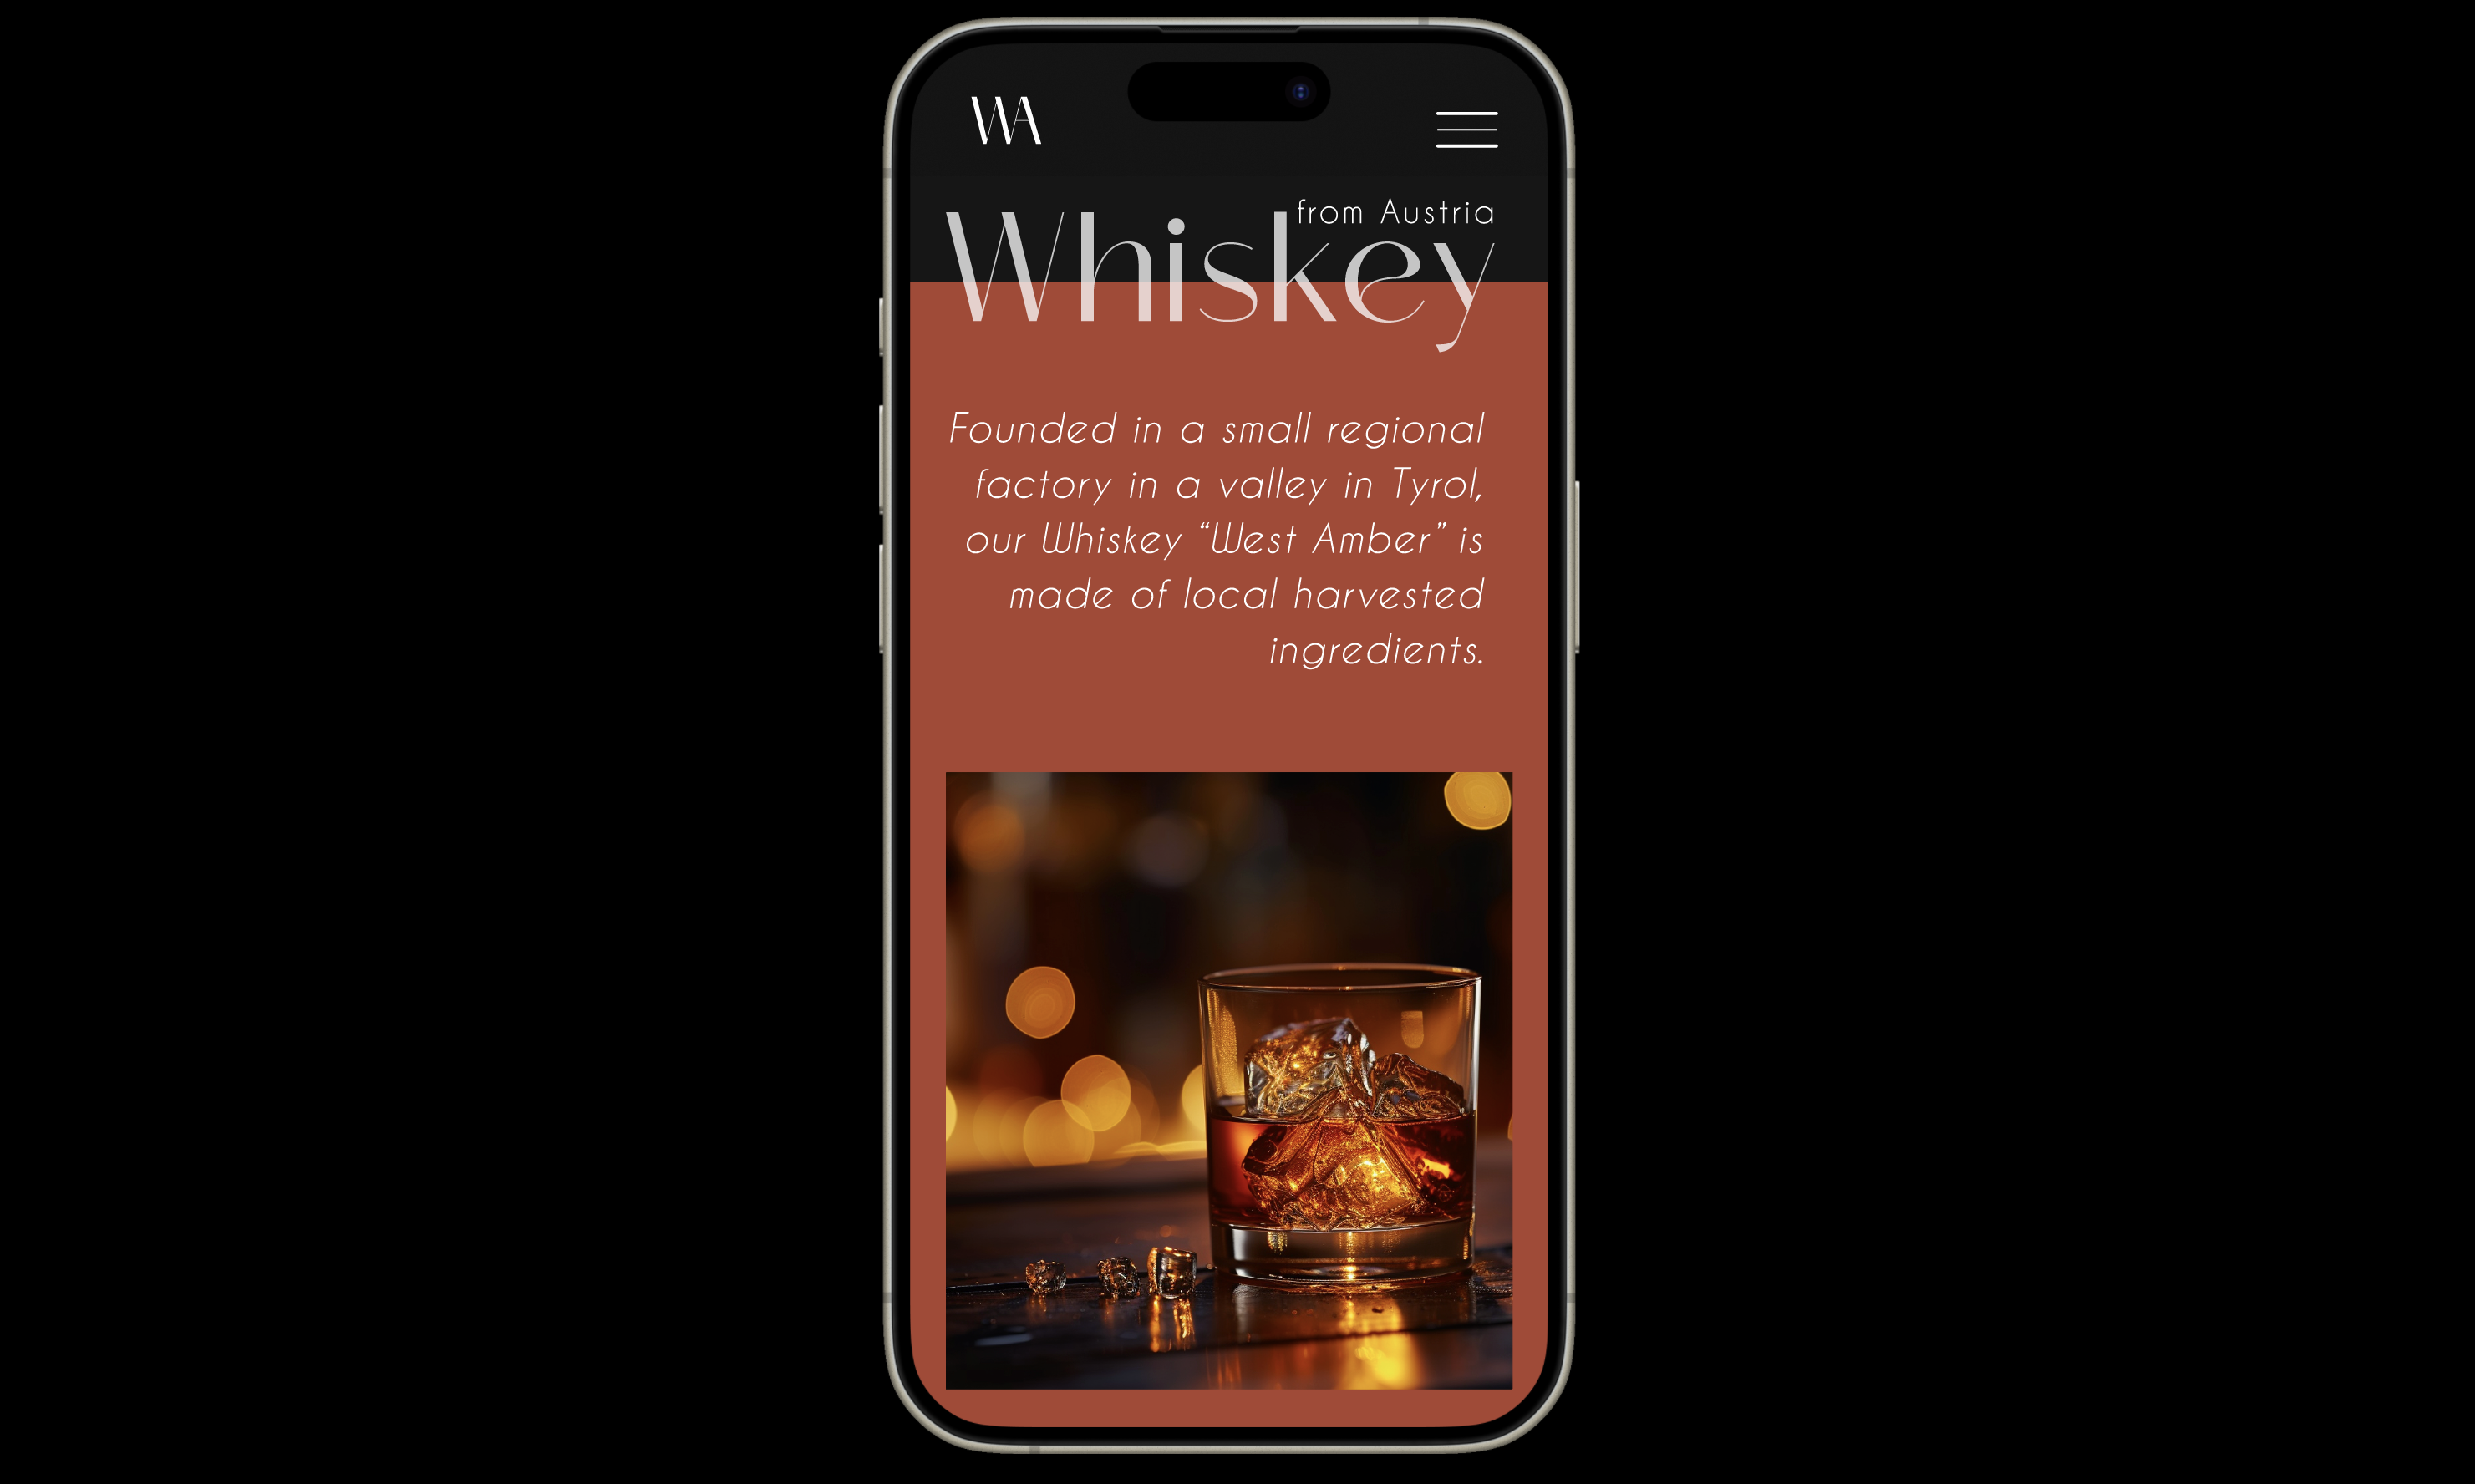 WA
from Austria
Whiskey
Founded in a small regional
factory in a valley in Tyrol,
our Whiskey “West Amber” is
made of local harvested
ingredients.